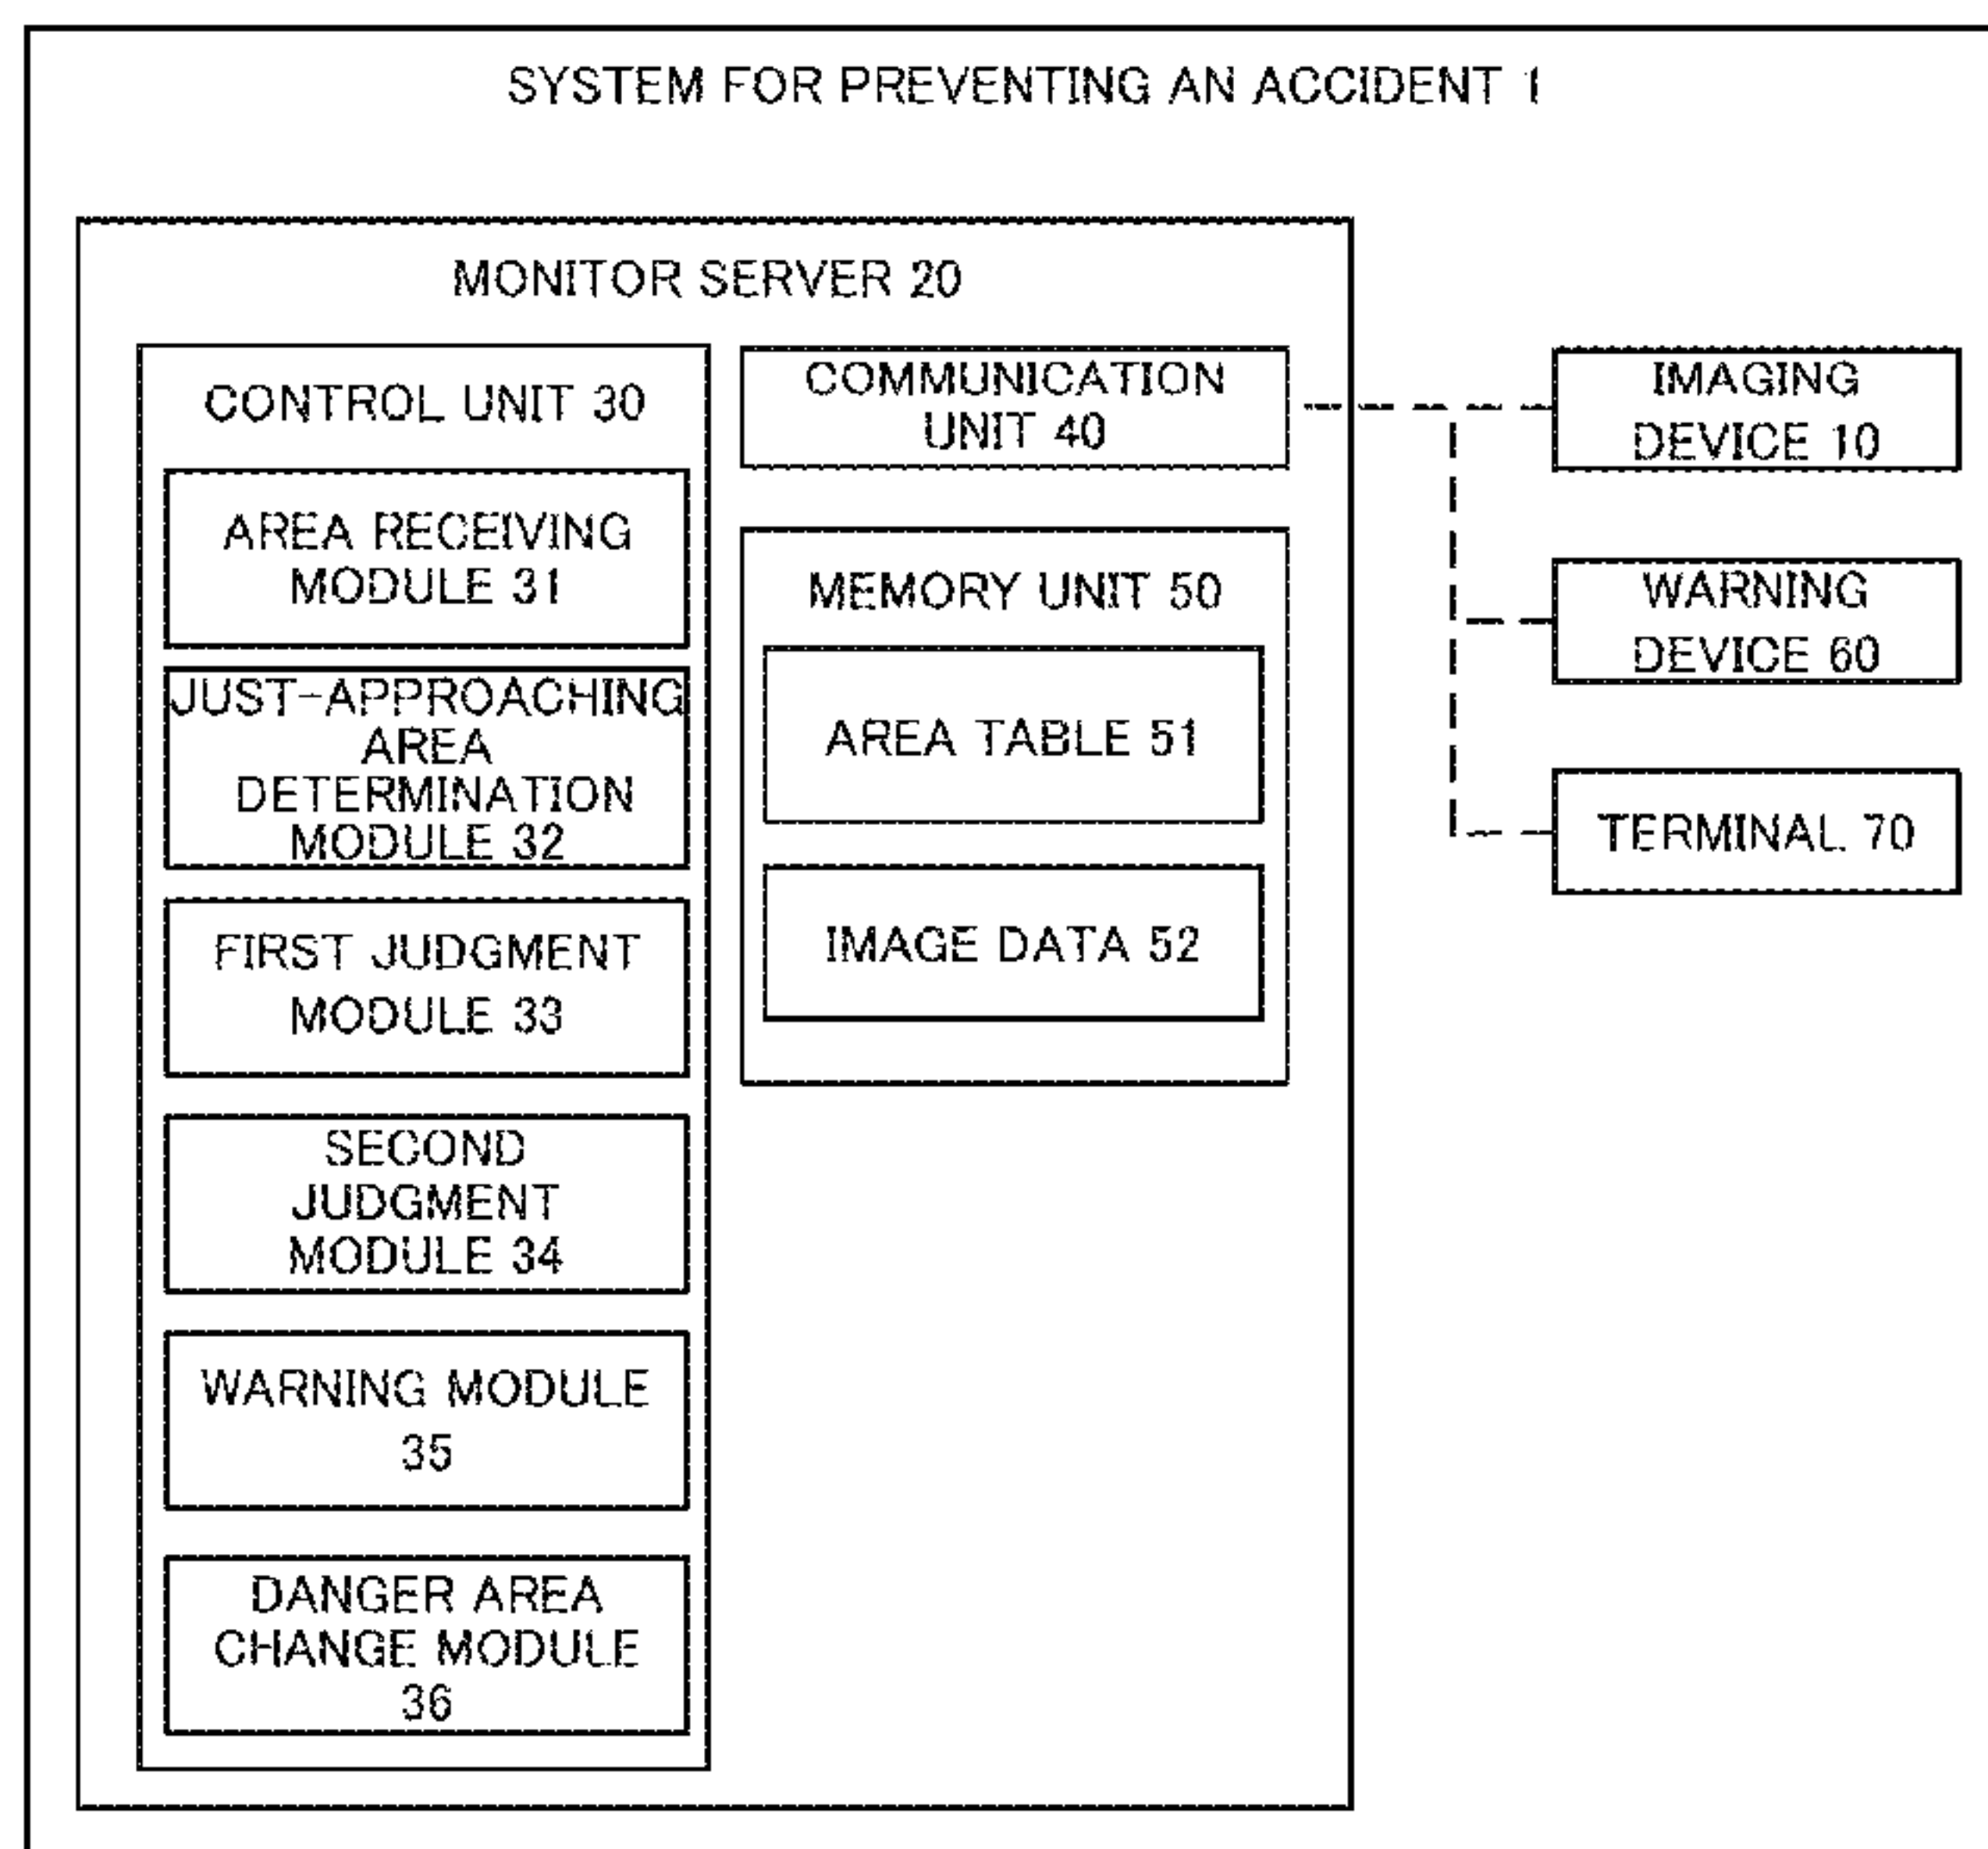 SYSTEM FOR PREVENTING AN ACCIDENT 1
MONITOR SERVER 20
CONTROL UNIT 30
AREA RECEIVING
MODULE 31
JUST-APPROACHING
AREA
DETERMINATION
MODULE 32
FIRST JUDGMENT
MODULE 33
SECOND
JUDGMENT
MODULE 34
WARNING MODULE
35
DANGER AREA
CHANGE MODULE
36
COMMUNICATION
UNIT 40
MEMORY UNIT 50
AREA TABLE 51
IMAGE DATA 52
IMAGING
DEVICE 10
WARNING
DEVICE 60
TERMINAL 70